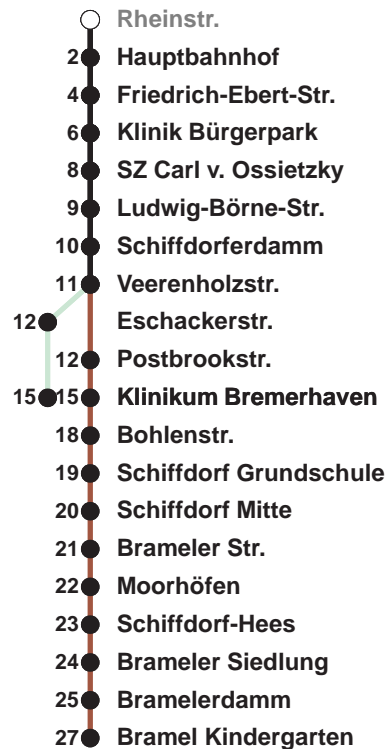 Rheinstr.
2 Hauptbahnhof
4 Friedrich-Ebert-Str.
6 Klinik Bürgerpark
8 SZ Carl v. Ossietzky
9 Ludwig-Börne-Str.
10 Schiffdorferdamm
11 Veerenholzstr.
12 Eschackerstr.
12 Postbrookstr.
15 15 Klinikum Bremerhaven
18 Bohlenstr.
19 Schiffdorf Grundschule
20 Schiffdorf Mitte
21 Brameler Str.
22 Moorhöfen
23 Schiffdorf-Hees
24 Brameler Siedlung
25 Bramelerdamm
27 Bramel Kindergarten